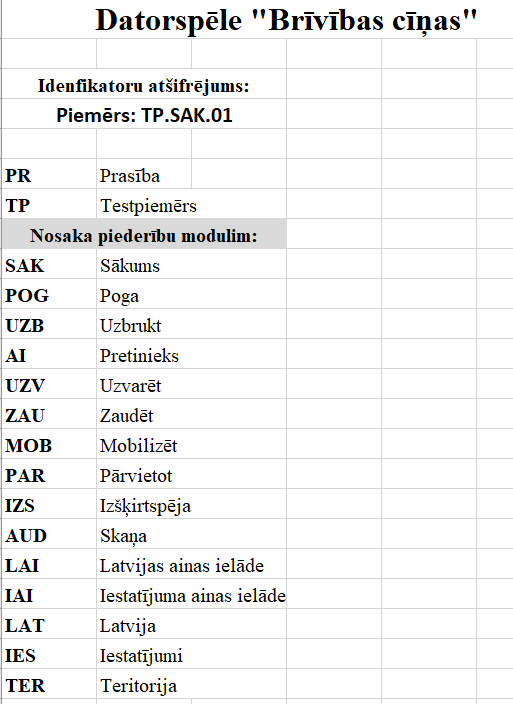 Datorspēle "Brīvības cīņas"
Idenfikatoru atšifrējums:
Piemērs: TP.SAK.01
PR Prasība
TP Testpiemērs
Nosaka piederību modulim:
SAK Sākums
POG Poga
UZB Uzbrukt
AI Pretinieks
UZV Uzvarēt
ZAU Zaudēt
MOB Mobilizēt
PAR Pārvietot
IZS Izšķirtspēja
AUD Skaņa
LAI Latvijas ainas ielāde
IAI Iestatījuma ainas ielāde
LAT Latvija
IES Iestatījumi
TER Teritorija